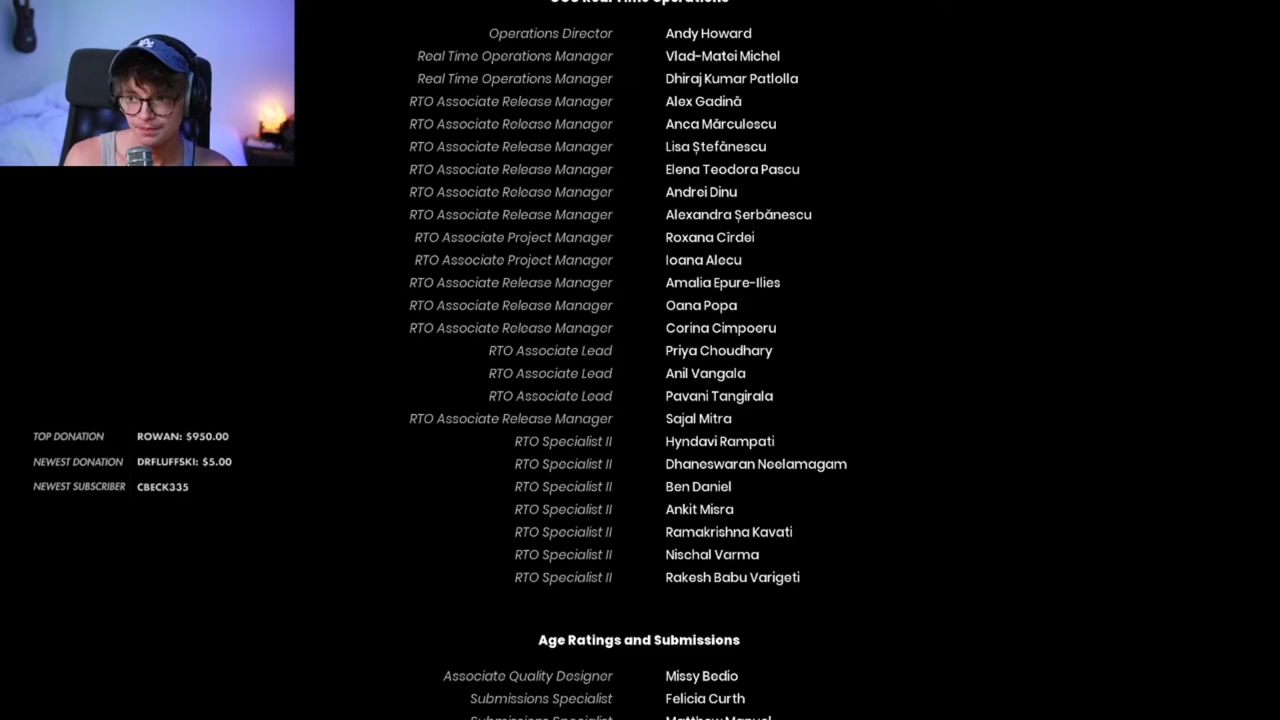 Operations Director Andy Howard
Real Time Operations Manager Vlad-Matei Michel
Real Time Operations Manager Dhiraj Kumar Patlolla
RTO Associate Release Manager Alex Gadină
RTO Associate Release Manager Anca Mărculescu
RTO Associate Release Manager Lisa Ștefănescu
RTO Associate Release Manager Elena Teodora Pascu
RTO Associate Release Manager Andrei Dinu
RTO Associate Release Manager Alexandra Șerbănescu
RTO Associate Project Manager Roxana Cîrdei
RTO Associate Project Manager Ioana Alecu
RTO Associate Release Manager Amalia Epure-Ilies
RTO Associate Release Manager Oana Popa
RTO Associate Release Manager Corina Cimpoeru
RTO Associate Lead Priya Choudhary
RTO Associate Lead Anil Vangala
RTO Associate Lead Pavani Tangirala
RTO Associate Release Manager Sajal Mitra
RTO Specialist II Hyndavi Rampati
RTO Specialist II Dhaneswaran Neelamagam
RTO Specialist II Ben Daniel
RTO Specialist II Ankit Misra
RTO Specialist II Ramakrishna Kavati
RTO Specialist II Nischal Varma
RTO Specialist II Rakesh Babu Varigeti
Age Ratings and Submissions
Associate Quality Designer Missy Bedio
Submissions Specialist Felicia Curth
TOP DONATION ROWAN: $950.00
NEWEST DONATION DRFLUFFSKI: $5.00
NEWEST SUBSCRIBER CBECK335